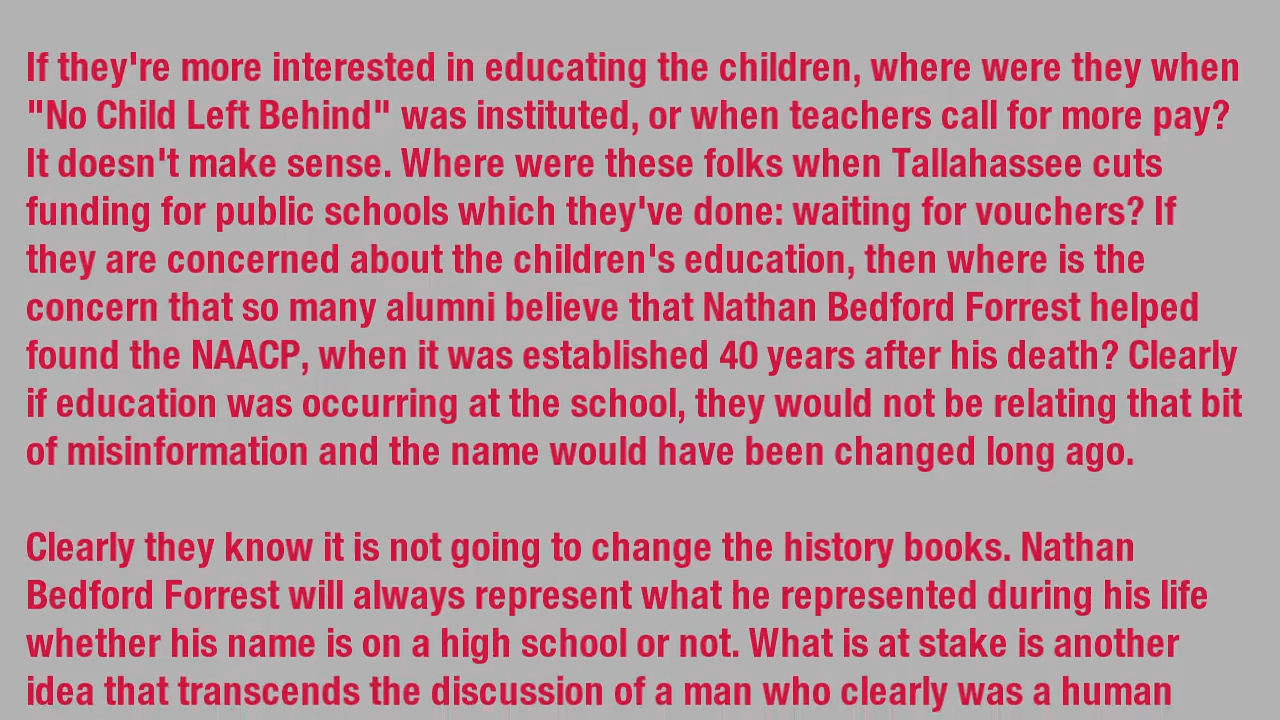 If they're more interested in educating the children, where were they when
"No Child Left Behind" was instituted, or when teachers call for more pay?
It doesn't make sense. Where were these folks when Tallahassee cuts
funding for public schools which they've done: waiting for vouchers? If
they are concerned about the children's education, then where is the
concern that so many alumni believe that Nathan Bedford Forrest helped
found the NAACP, when it was established 40 years after his death? Clearly
if education was occurring at the school, they would not be relating that bit
of misinformation and the name would have been changed long ago.
Clearly they know it is not going to change the history books. Nathan
Bedford Forrest will always represent what he represented during his life
whether his name is on a high school or not. What is at stake is another
idea that transcends the discussion of a man who clearly was a human